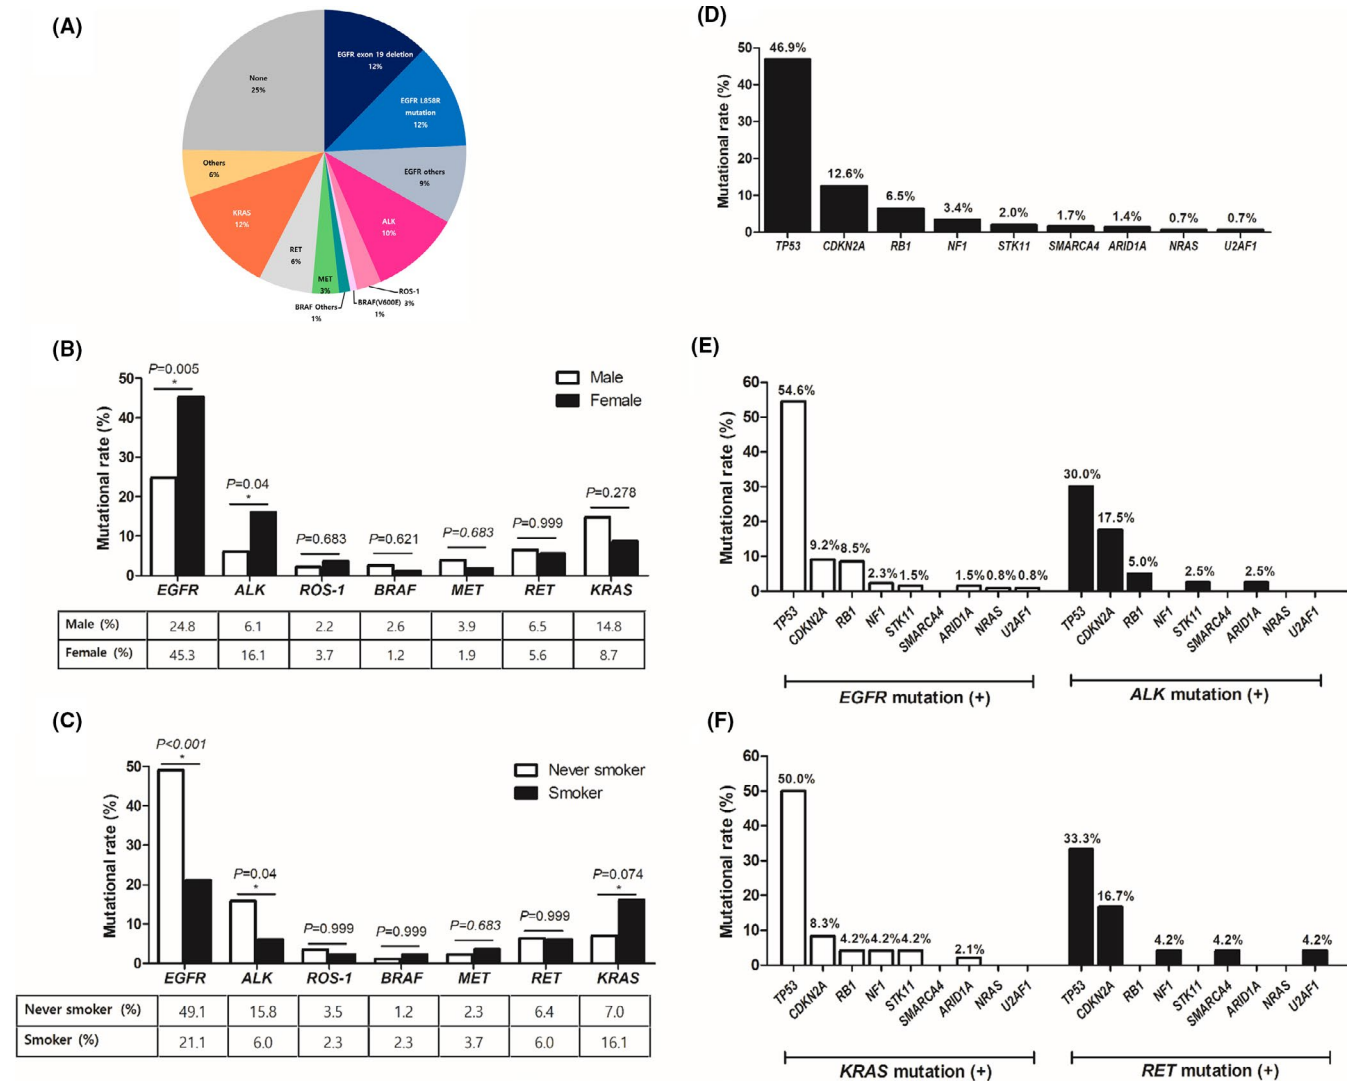 (A)
None
25%
EGFR exon 19 deletion
12%
EGFR L858R
mutation
12%
EGFR others
9%
ALK
10%
ROS-1
3%
BRAF(V600E)
1%
BRAF Others
1%
MET
3%
RET
6%
KRAS
12%
Others
6%
(B)
Mutational rate (%)
50
40
30
20
10
0
P=0.005
*
P=0.04
*
P=0.683
P=0.621
P=0.683
P=0.999
P=0.278
Male
Female
EGFR ALK ROS-1 BRAF MET RET KRAS
Male (%) 24.8 6.1 2.2 2.6 3.9 6.5 14.8
Female (%) 45.3 16.1 3.7 1.2 1.9 5.6 8.7
(C)
Mutational rate (%)
50
40
30
20
10
0
P<0.001
*
P=0.04
*
P=0.999
P=0.999
P=0.683
P=0.999
P=0.074
*
Never smoker
Smoker
EGFR ALK ROS-1 BRAF MET RET KRAS
Never smoker (%) 49.1 15.8 3.5 1.2 2.3 6.4 7.0
Smoker (%) 21.1 6.0 2.3 2.3 3.7 6.0 16.1
(D)
Mutational rate (%)
50
40
30
20
10
0
46.9% 12.6% 6.5% 3.4% 2.0% 1.7% 1.4% 0.7% 0.7%
TP53 CDKN2A RB1 NF1 STK11 SMARCA4 ARID1A NRAS U2AF1
(E)
Mutational rate (%)
60
50
40
30
20
10
0
54.6% 9.2% 8.5% 2.3% 1.5% 1.5% 0.8% 0.8%
30.0% 17.5% 5.0% 2.5% 2.5%
TP53 CDKN2A RB1 NF1 STK11 SMARCA4 ARID1A NRAS U2AF1
TP53 CDKN2A RB1 NF1 STK11 SMARCA4 ARID1A NRAS U2AF1
EGFR mutation (+)
ALK mutation (+)
(F)
Mutational rate (%)
60
50
40
30
20
10
0
50.0% 8.3% 4.2% 4.2% 4.2% 2.1%
33.3% 16.7% 4.2% 4.2% 4.2%
TP53 CDKN2A RB1 NF1 STK11 SMARCA4 ARID1A NRAS U2AF1
TP53 CDKN2A RB1 NF1 STK11 SMARCA4 ARID1A NRAS U2AF1
KRAS mutation (+)
RET mutation (+)